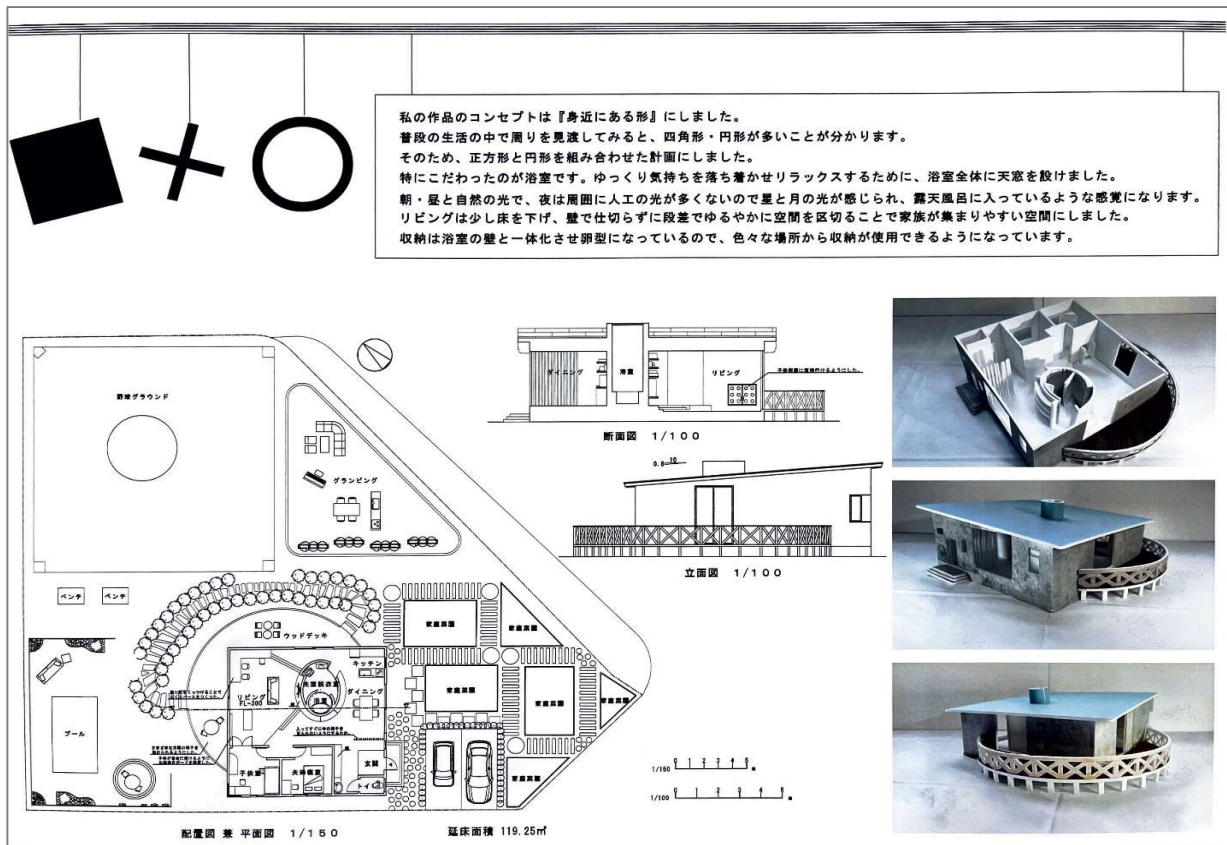 私の作品のコンセプトは『身近にある形』にしました。
普段の生活の中で周りを見渡してみると、四角形・円形が多いことが分かります。
そのため、正方形と円形を組み合わせた計画にしました。
特にこだわったのが浴室です。ゆっくり気持ちを落ち着かせリラックスするために、浴室全体に天窓を設けました。
朝・昼と自然の光で、夜は周囲に人工の光が多くないので星と月の光が感じられ、露天風呂に入っているような感覚になります。
リビングは少し床を下げ、壁で仕切らずに段差でゆるやかに空間を区切ることで家族が集まりやすい空間にしました。
収納は浴室の壁と一体化させ卵型になっているので、色々な場所から収納が使用できるようになっています。
野球グラウンド
グランピング
ベンチ
ベンチ
プール
ウッドデッキ
キッチン
リビング
FL-300
洗面脱衣室
浴室
ダイニング
子供室
夫婦寝室
玄関
トイレ
家庭菜園
家庭菜園
家庭菜園
家庭菜園
家庭菜園
家庭菜園
配置図 兼 平面図 1/150
延床面積 119.25㎡
ダイニング
浴室
リビング
断面図 1/100
10
0.8
立面図 1/100
1/150 0 1 2 3 4 5 m
1/100 0 1 2 3 4 5 m